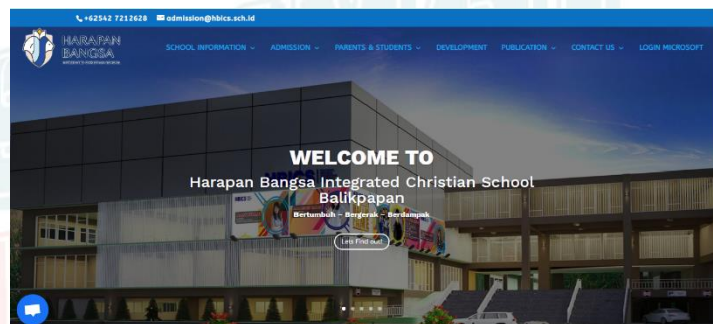 +62542 7212628 admission@hbics.sch.id
HARAPAN
BANGSA
SCHOOL INFORMATION ADMISSION PARENTS & STUDENTS DEVELOPMENT PUBLICATION CONTACT US LOGIN MICROSOFT
WELCOME TO
Harapan Bangsa Integrated Christian School
Balikpapan
Bertumbuh – Bergerak – Berdampak
Lets Find out!